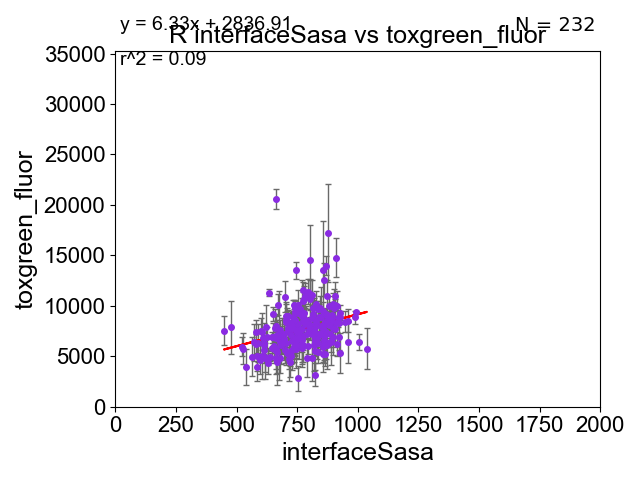 y = 6.33x + 2836.91
N = 232
R interfaceSasa vs toxgreen_fluor
r^2 = 0.09
toxgreen_fluor
35000
30000
25000
20000
15000
10000
5000
0
0 250 500 750 1000 1250 1500 1750 2000
interfaceSasa